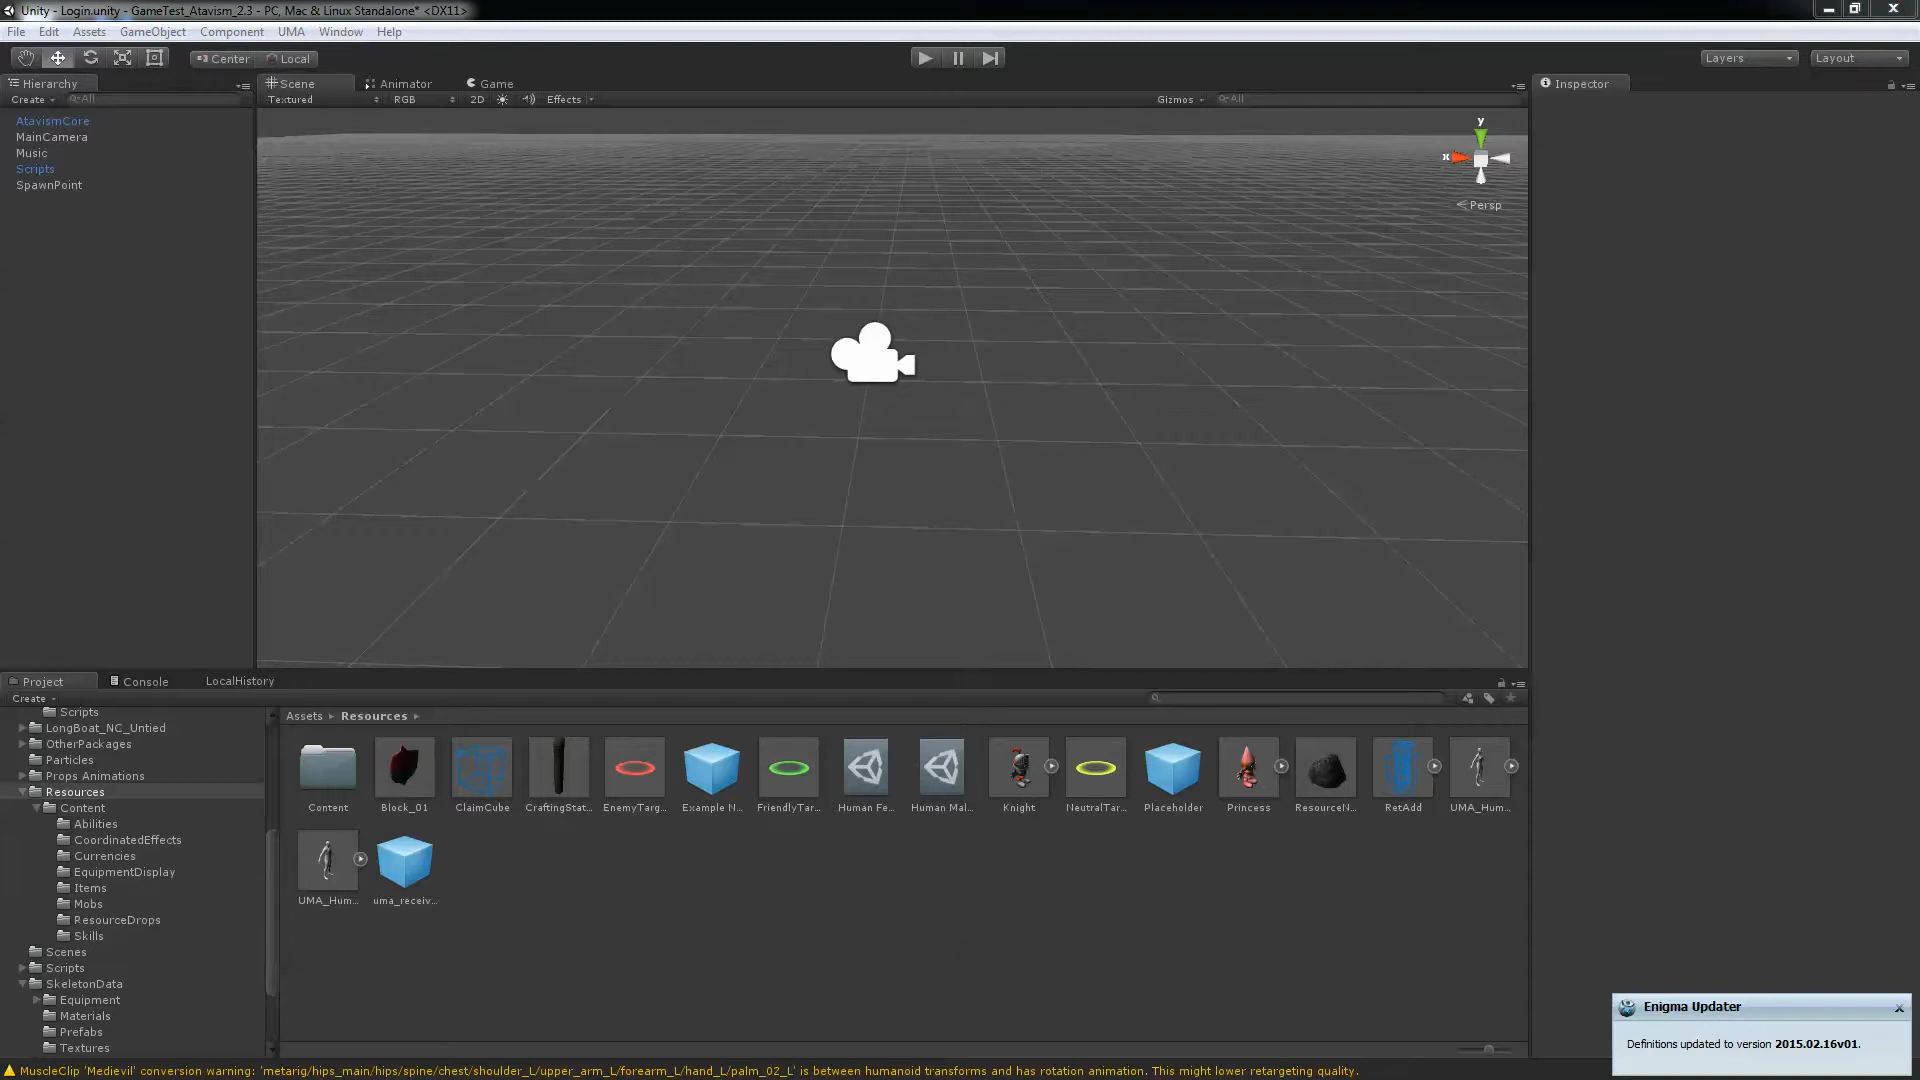 Unity - Login.unity - GameTest_Atavism_2.3 - PC, Mac & Linux Standalone* <DX11>
File Edit Assets GameObject Component UMA Window Help
Center Local Layers Layout
Hierarchy Scene Animator Game Inspector
Create All Textured RGB 2D Effects Gizmos All
AtavismCore
MainCamera
Music
Scripts
SpawnPoint
y
x
Persp
Project Console LocalHistory
Create
Scripts
LongBoat_NC_Untied
OtherPackages
Particles
Props Animations
Resources
Content
Abilities
CoordinatedEffects
Currencies
EquipmentDisplay
Items
Mobs
ResourceDrops
Skills
Scenes
Scripts
SkeletonData
Equipment
Materials
Prefabs
Textures
Assets Resources
Content Block_01 ClaimCube CraftingStat... EnemyTarg... Example N... FriendlyTar... Human Fe... Human Mal... Knight NeutralTar... Placeholder Princess ResourceN... RetAdd UMA_Hum...
UMA_Hum... uma_receiv...
Enigma Updater
Definitions updated to version 2015.02.16v01.
MuscleClip 'Medievil' conversion warning: 'metarig/hips_main/hips/spine/chest/shoulder_L/upper_arm_L/forearm_L/hand_L/palm_02_L' is between humanoid transforms and has rotation animation. This might lower retargeting quality.